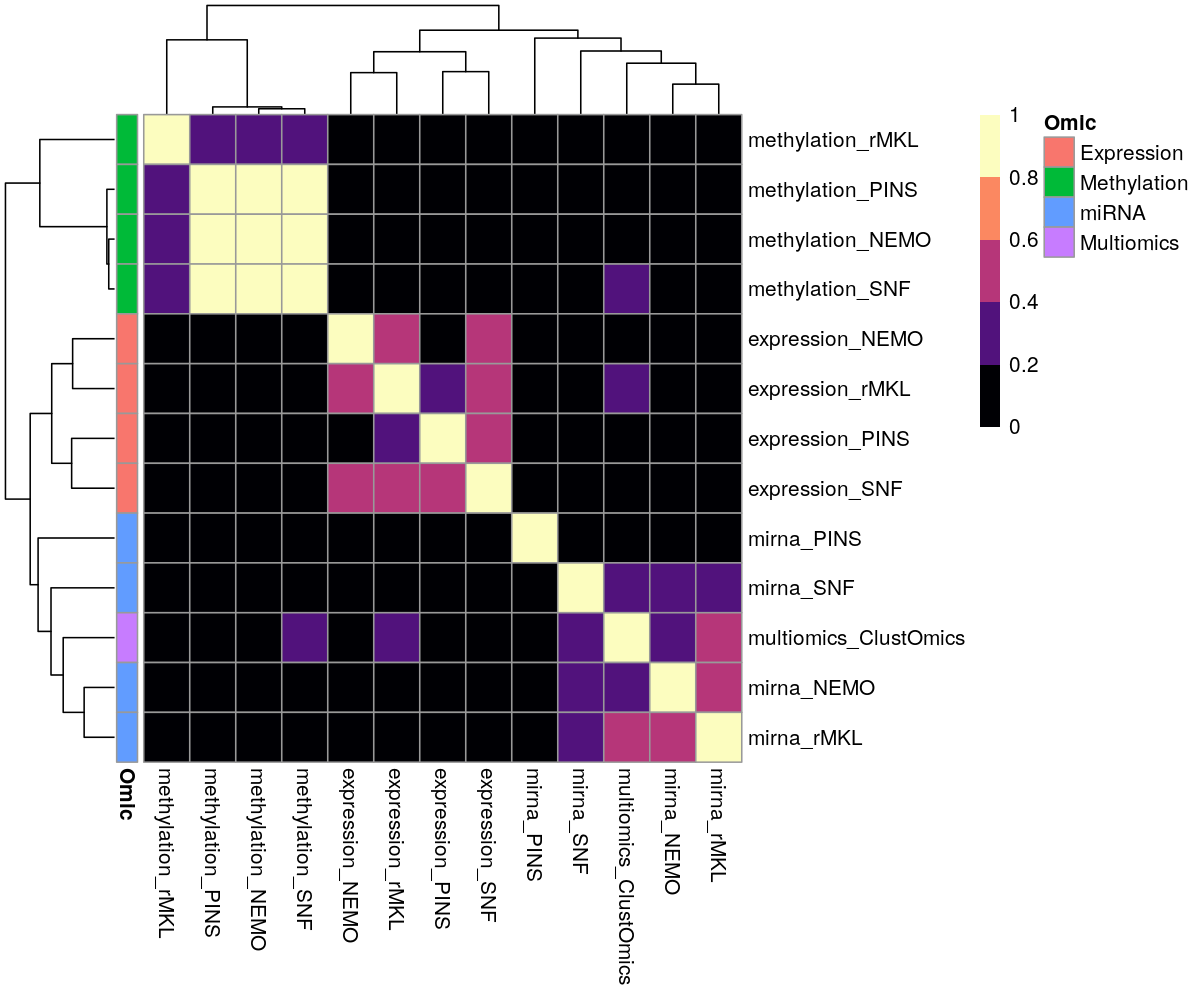 methylation_rMKL
methylation_PINS
methylation_NEMO
methylation_SNF
expression_NEMO
expression_rMKL
expression_PINS
expression_SNF
mirna_PINS
mirna_SNF
multiomics_ClustOmics
mirna_NEMO
mirna_rMKL
1
0.8
0.6
0.4
0.2
0
OmIc
Expression
Methylation
miRNA
Multiomics
OmIc
methylation_rMKL
methylation_PINS
methylation_NEMO
methylation_SNF
expression_NEMO
expression_rMKL
expression_PINS
expression_SNF
mirna_PINS
mirna_SNF
multiomics_ClustOmics
mirna_NEMO
mirna_rMKL